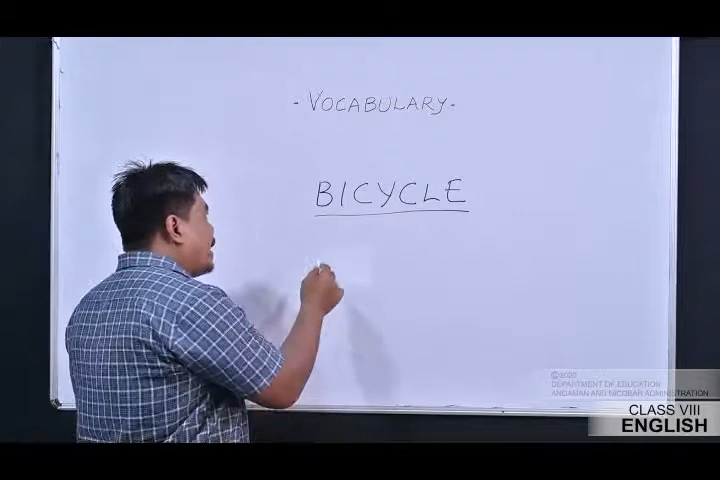 - VOCABULARY -
BICYCLE
©2020
DEPARTMENT OF EDUCATION
ANDAMAN AND NICOBAR ADMINISTRATION
CLASS VIII
ENGLISH